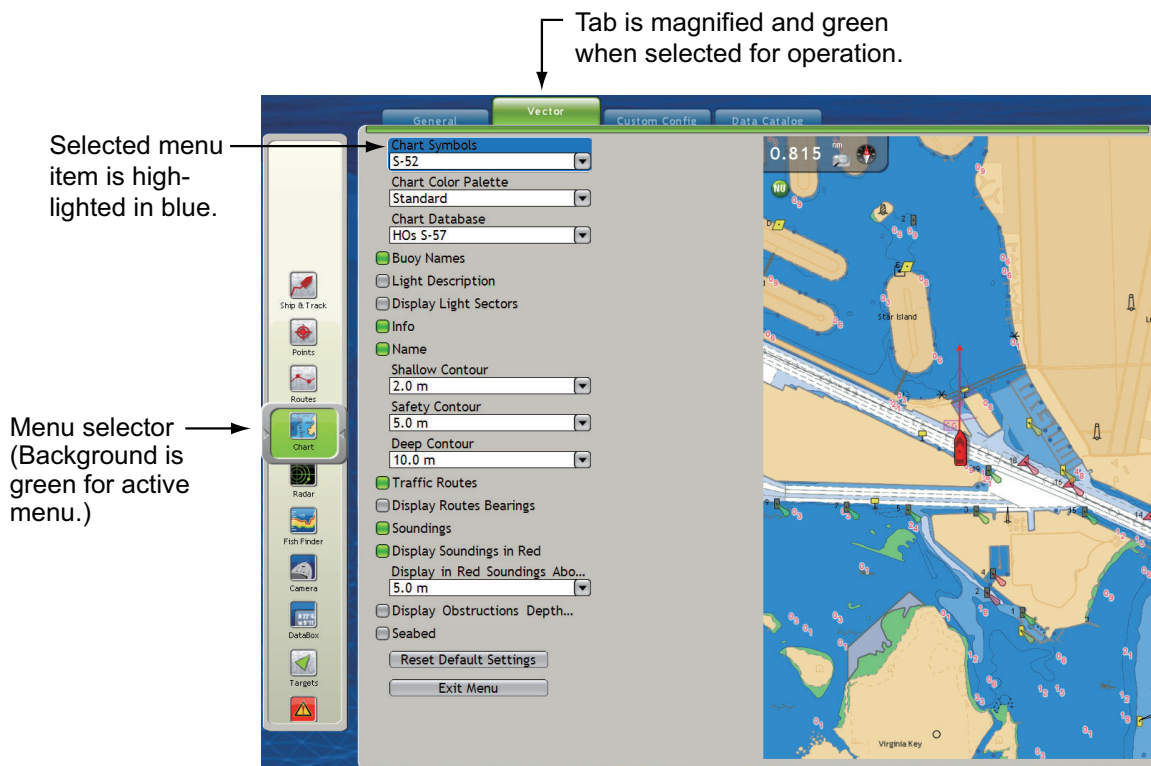 Tab is magnified and green
when selected for operation.
Selected menu
item is high-
lighted in blue.
Menu selector
(Background is
green for active
menu.)
General
Vector
Custom Config
Data Catalog
Ship & Track
Points
Routes
Chart
Radar
Fish Finder
Camera
DataBox
Targets
Chart Symbols
S-52
Chart Color Palette
Standard
Chart Database
HOs S-57
Buoy Names
Light Description
Display Light Sectors
Info
Name
Shallow Contour
2.0 m
Safety Contour
5.0 m
Deep Contour
10.0 m
Traffic Routes
Display Routes Bearings
Soundings
Display Soundings in Red
Display in Red Soundings Abo...
5.0 m
Display Obstructions Depth...
Seabed
Reset Default Settings
Exit Menu
0.815 nm
NU
Star Island
Virginia Key